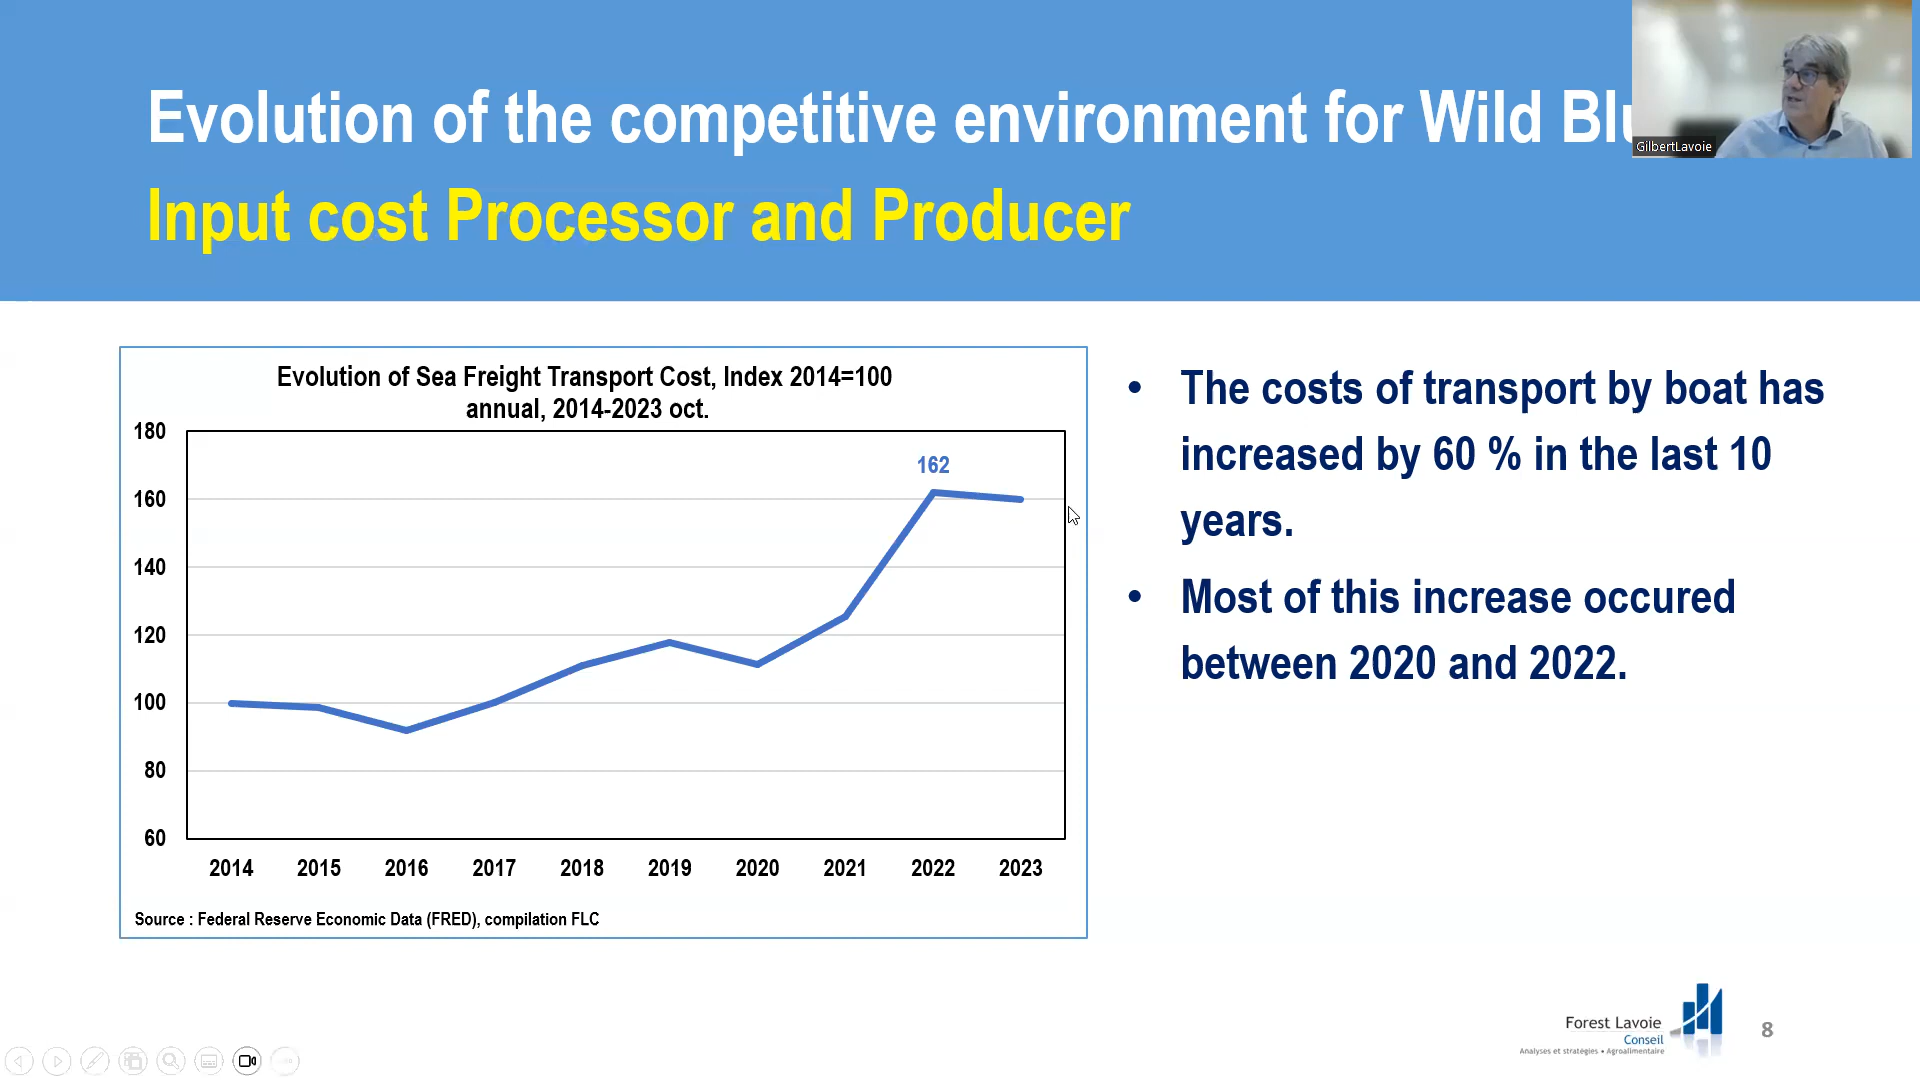 Evolution of the competitive environment for Wild Blu
GilbertLavoie
Input cost Processor and Producer
Evolution of Sea Freight Transport Cost, Index 2014=100
annual, 2014-2023 oct.
180
160
140
120
100
80
60
162
2014 2015 2016 2017 2018 2019 2020 2021 2022 2023
Source : Federal Reserve Economic Data (FRED), compilation FLC
• The costs of transport by boat has
increased by 60 % in the last 10
years.
• Most of this increase occured
between 2020 and 2022.
Forest Lavoie
Conseil
Analyses et stratégies • Agroalimentaire
8